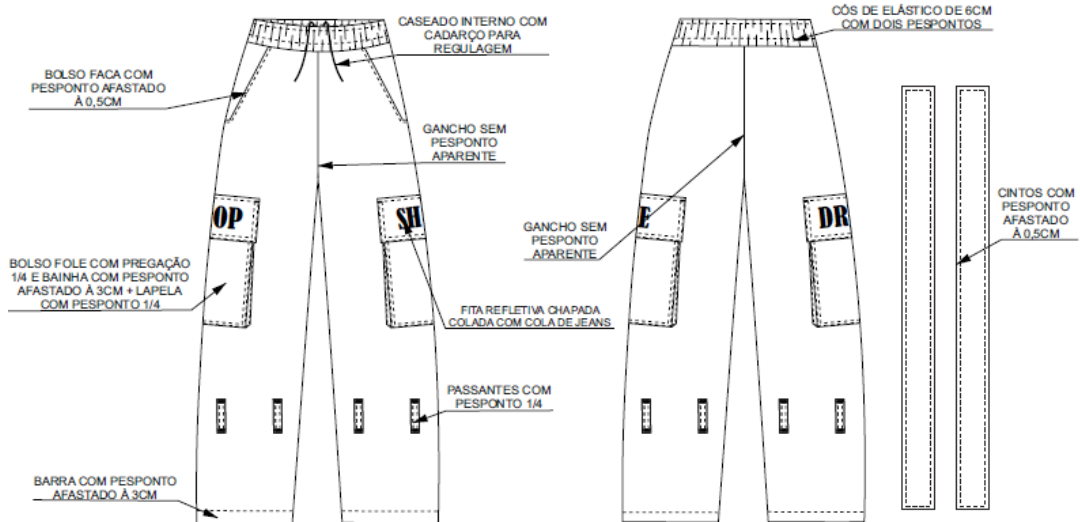 CASEADO INTERNO COM
CADARÇO PARA
REGULAGEM
CÓS DE ELÁSTICO DE 6CM
COM DOIS PESPONTOS
BOLSO FACA COM
PESPONTO AFASTADO
À 0,5CM
GANCHO SEM
PESPONTO
APARENTE
OP
SH
E
DR
GANCHO SEM
PESPONTO
APARENTE
CINTOS COM
PESPONTO
AFASTADO
À 0,5CM
BOLSO FOLE COM PREGAÇÃO
1/4 E BAINHA COM PESPONTO
AFASTADO À 3CM + LAPELA
COM PESPONTO 1/4
FITA REFLETIVA CHAPADA
COLADA COM COLA DE JEANS
PASSANTES COM
PESPONTO 1/4
BARRA COM PESPONTO
AFASTADO À 3CM